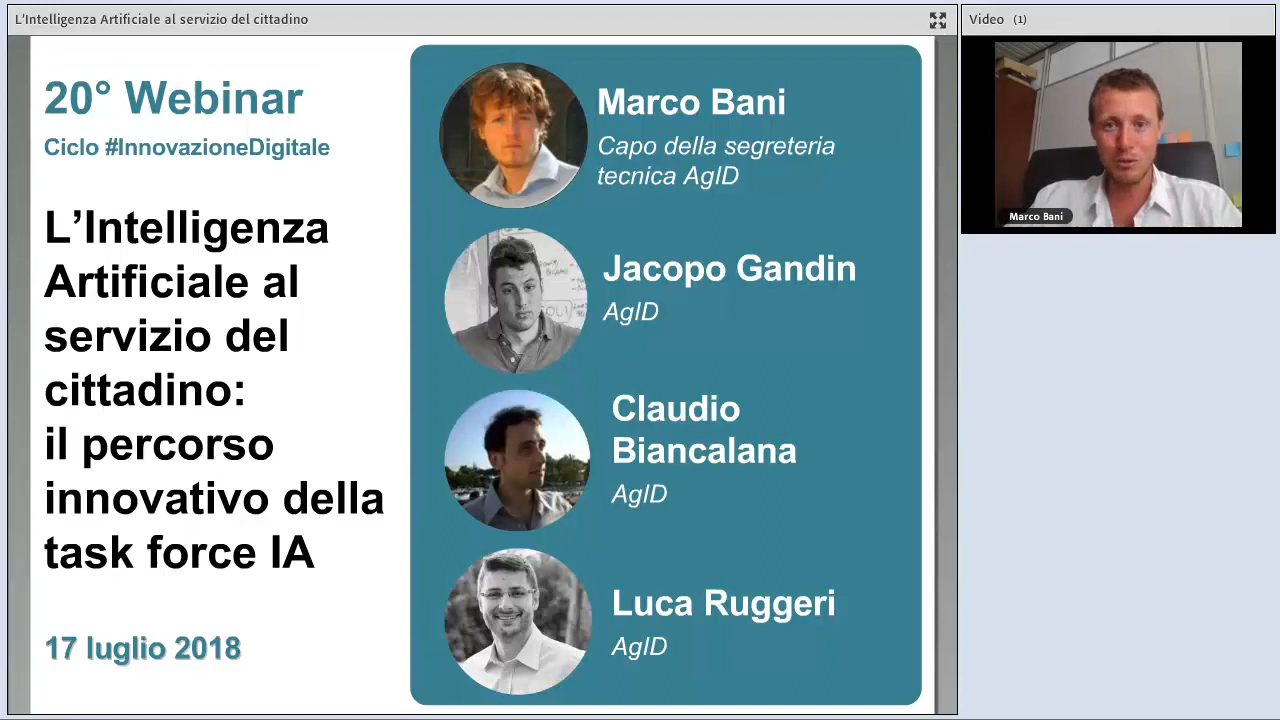 L'Intelligenza Artificiale al servizio del cittadino
Video (1)
20° Webinar
Ciclo #InnovazioneDigitale
L’Intelligenza
Artificiale al
servizio del
cittadino:
il percorso
innovativo della
task force IA
17 luglio 2018
Marco Bani
Capo della segreteria
tecnica AgID
Jacopo Gandin
AgID
Claudio
Biancalana
AgID
Luca Ruggeri
AgID
Marco Bani